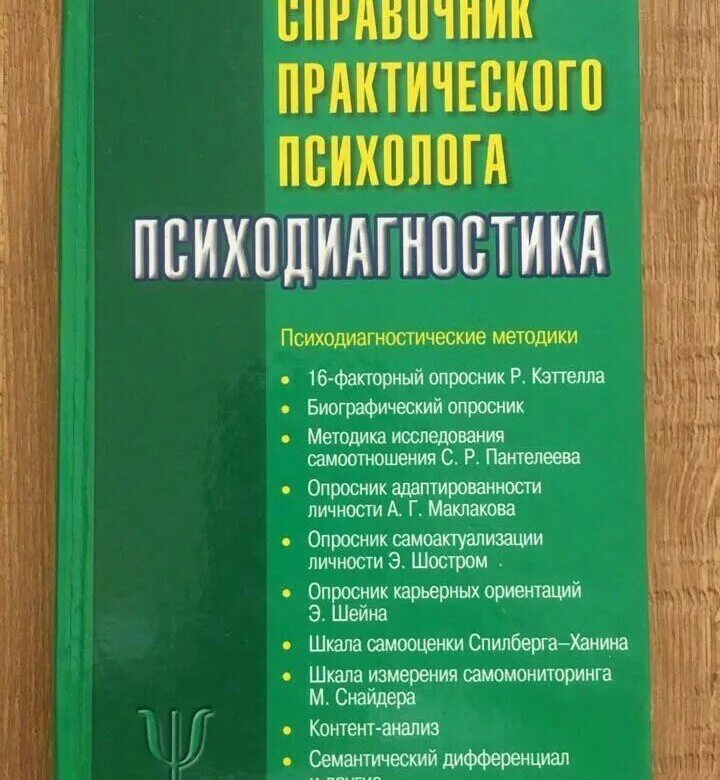 СПРАВОЧНИК
ПРАКТИЧЕСКОГО
ПСИХОЛОГА
ПСИХОДИАГНОСТИКА
Психодиагностические методики
• 16-факторный опросник Р. Кэттелла
• Биографический опросник
• Методика исследования
самоотношения С. Р. Пантелеева
• Опросник адаптированности
личности А. Г. Маклакова
• Опросник самоактуализации
личности Э. Шостром
• Опросник карьерных ориентаций
Э. Шейна
• Шкала самооценки Спилберга–Ханина
• Шкала измерения самомониторинга
М. Снайдера
• Контент-анализ
• Семантический дифференциал
и другие